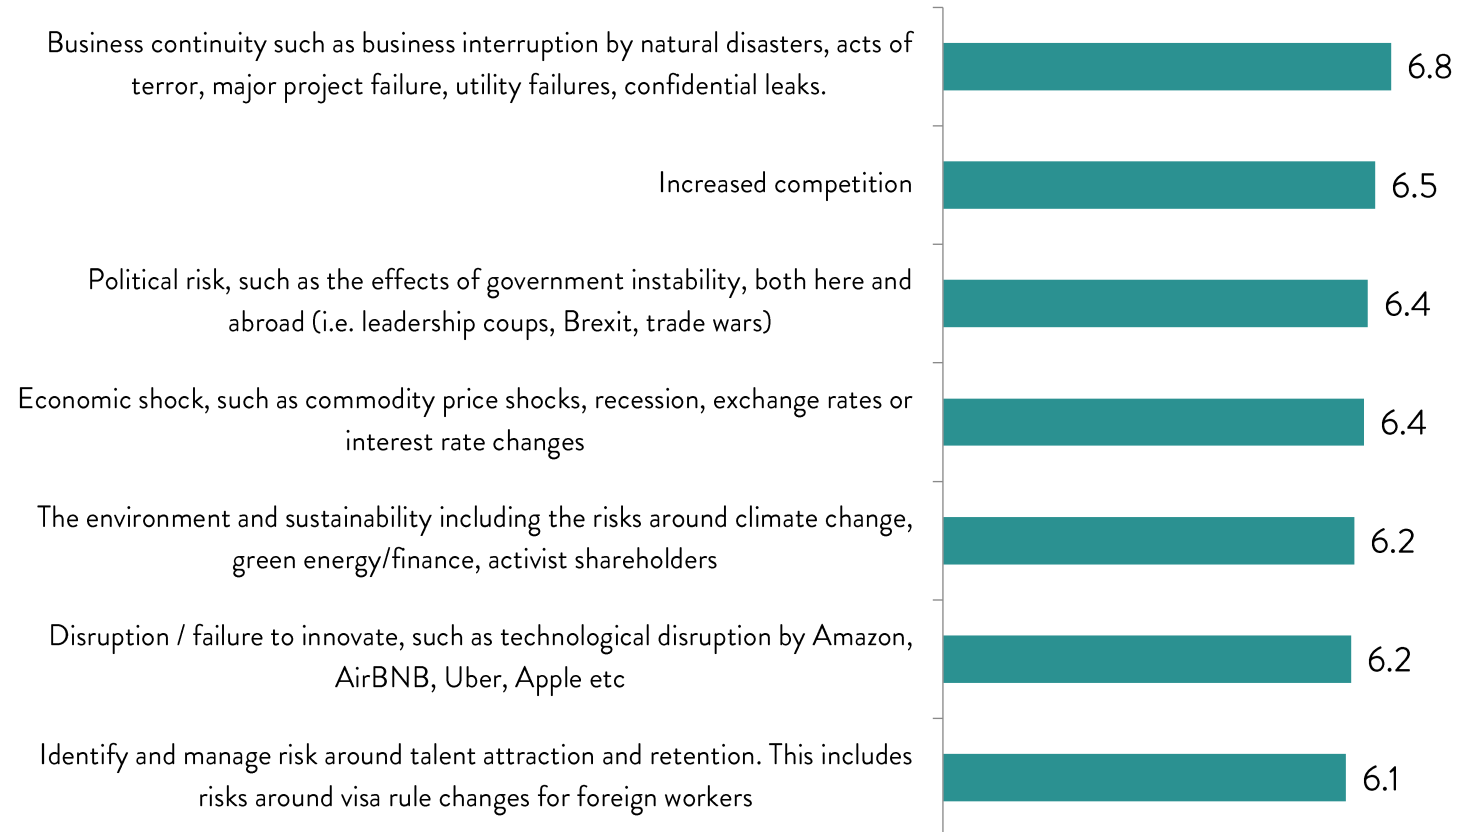 Business continuity such as business interruption by natural disasters, acts of
terror, major project failure, utility failures, confidential leaks.
6.8
Increased competition
6.5
Political risk, such as the effects of government instability, both here and
abroad (i.e. leadership coups, Brexit, trade wars)
6.4
Economic shock, such as commodity price shocks, recession, exchange rates or
interest rate changes
6.4
The environment and sustainability including the risks around climate change,
green energy/finance, activist shareholders
6.2
Disruption / failure to innovate, such as technological disruption by Amazon,
AirBNB, Uber, Apple etc
6.2
Identify and manage risk around talent attraction and retention. This includes
risks around visa rule changes for foreign workers
6.1